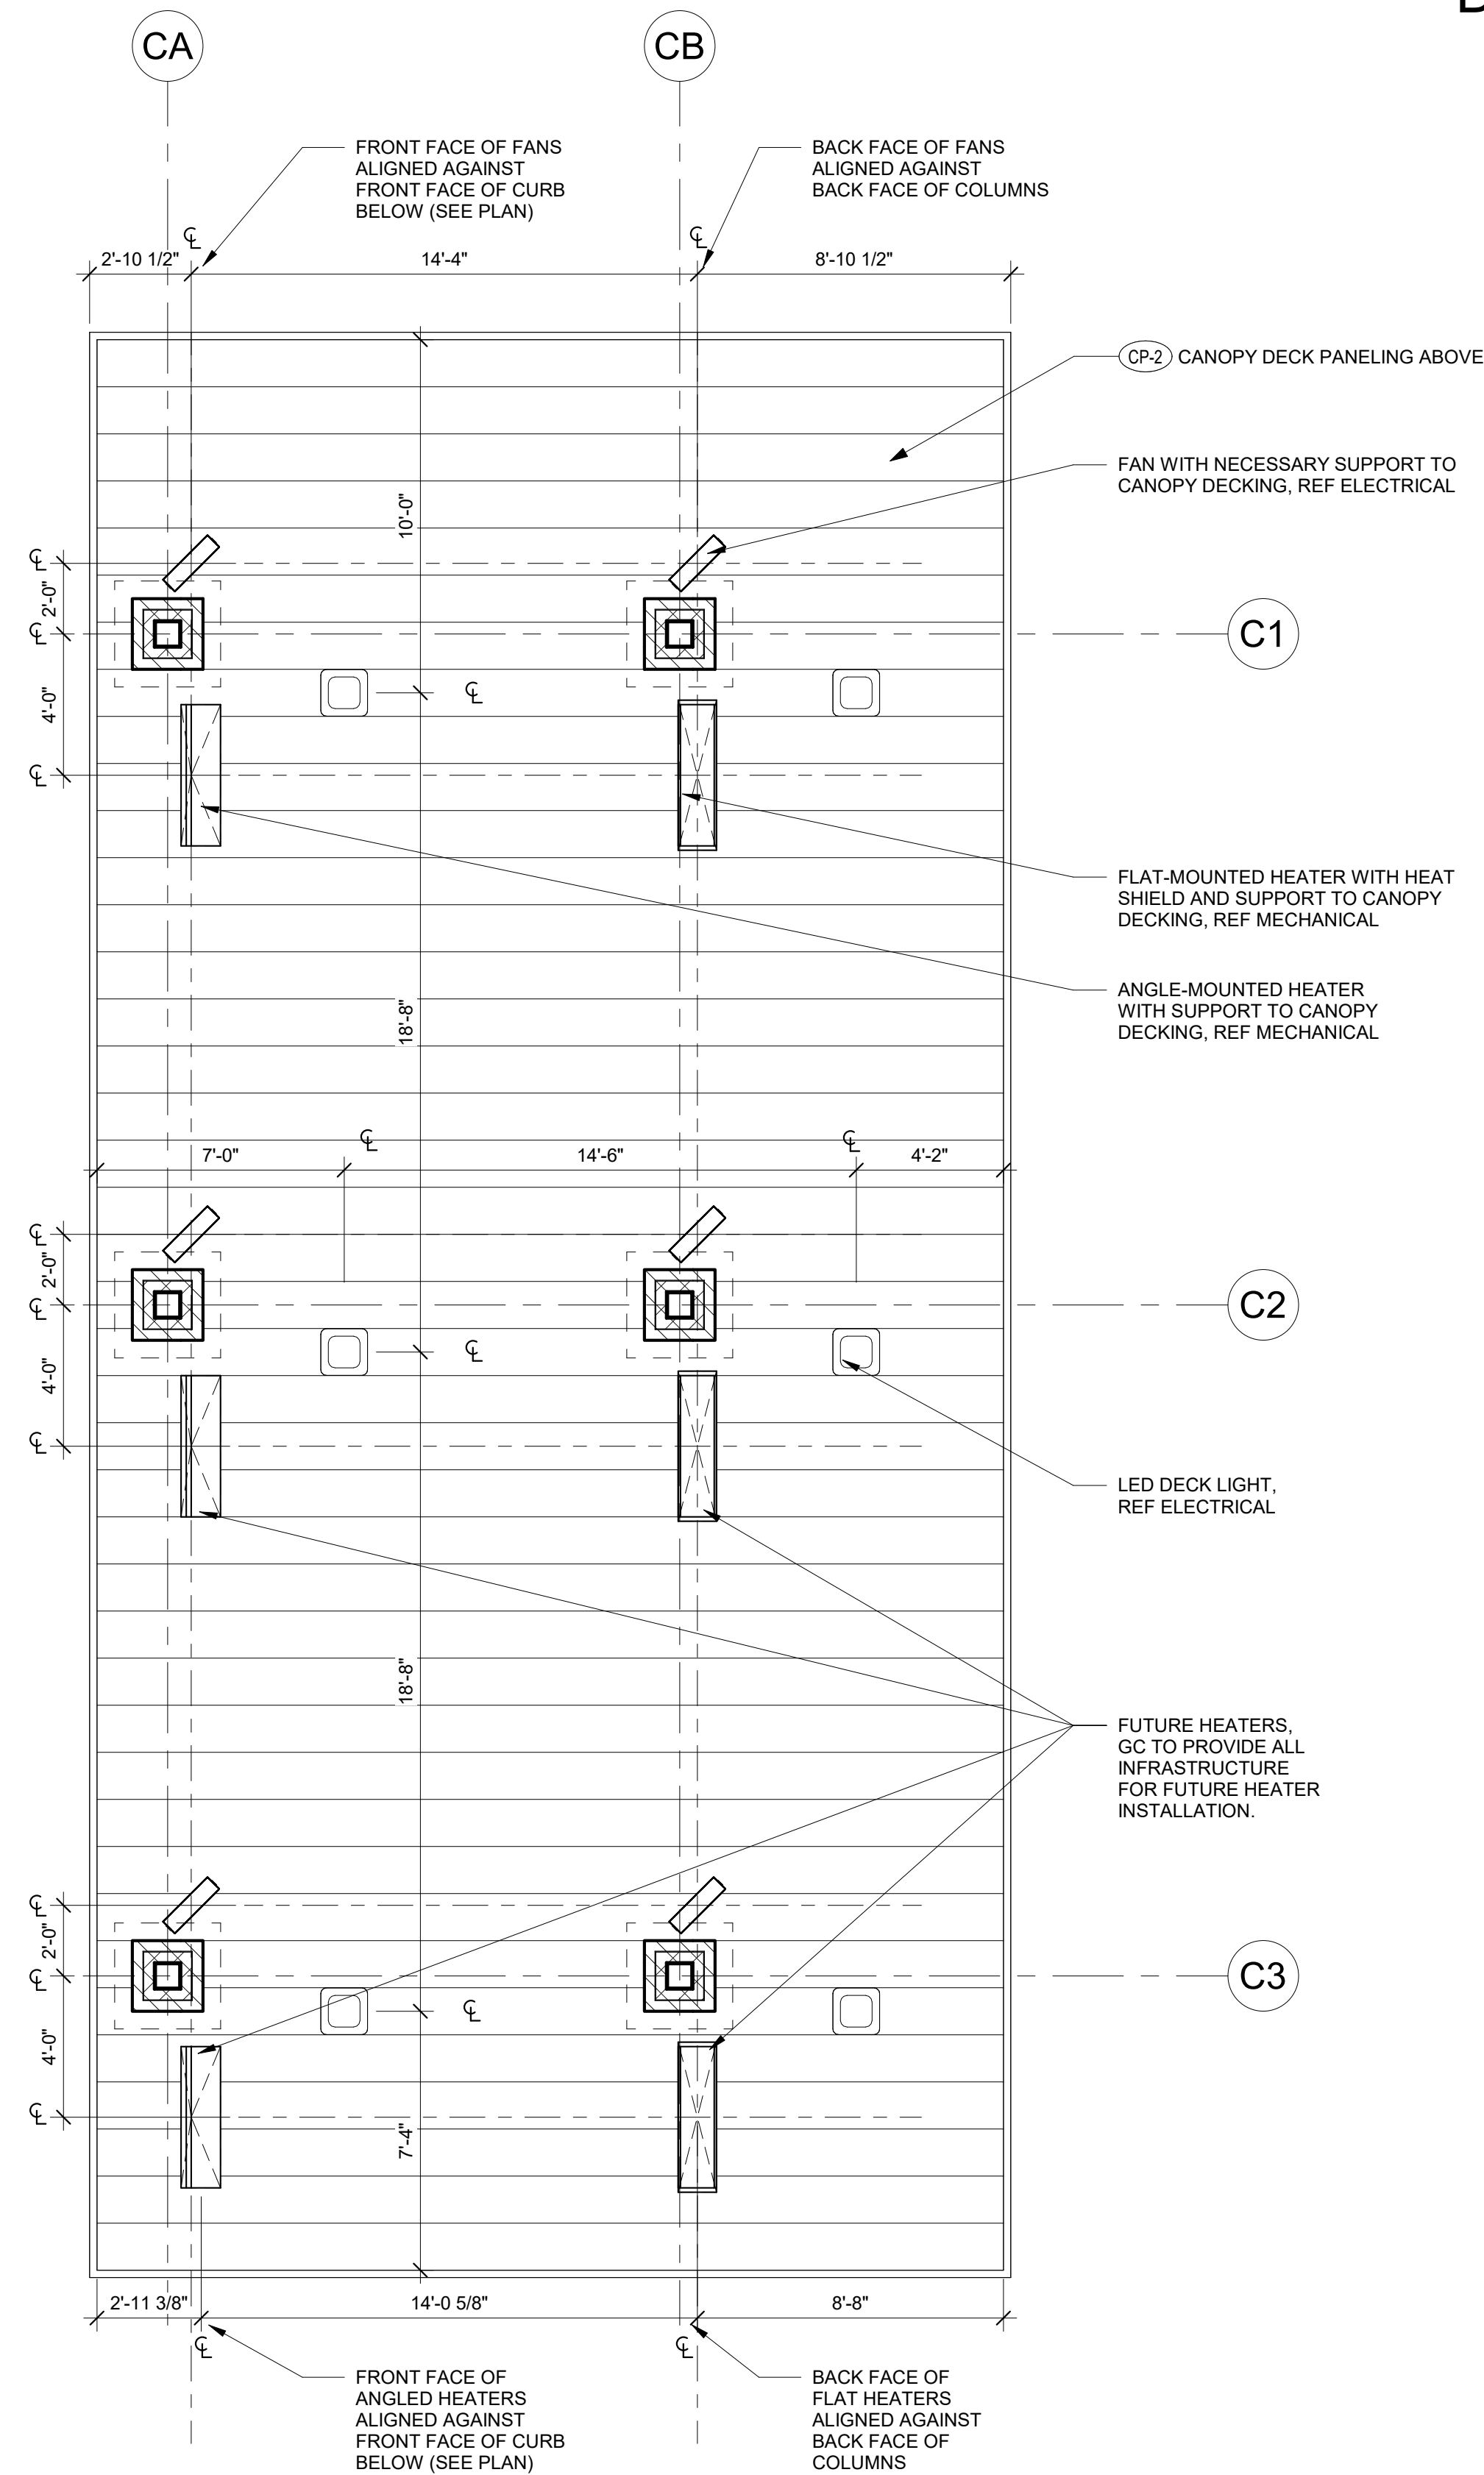 CA
CB
FRONT FACE OF FANS
ALIGNED AGAINST
FRONT FACE OF CURB
BELOW (SEE PLAN)
BACK FACE OF FANS
ALIGNED AGAINST
BACK FACE OF COLUMNS
℄
℄
2'-10 1/2"
14'-4"
8'-10 1/2"
CP-2 CANOPY DECK PANELING ABOVE
FAN WITH NECESSARY SUPPORT TO
CANOPY DECKING, REF ELECTRICAL
10'-0"
℄
2'-0"
℄
C1
4'-0"
℄
℄
FLAT-MOUNTED HEATER WITH HEAT
SHIELD AND SUPPORT TO CANOPY
DECKING, REF MECHANICAL
ANGLE-MOUNTED HEATER
WITH SUPPORT TO CANOPY
DECKING, REF MECHANICAL
18'-8"
℄
℄
7'-0"
14'-6"
4'-2"
℄
2'-0"
℄
C2
℄
4'-0"
℄
LED DECK LIGHT,
REF ELECTRICAL
18'-8"
FUTURE HEATERS,
GC TO PROVIDE ALL
INFRASTRUCTURE
FOR FUTURE HEATER
INSTALLATION.
℄
2'-0"
℄
C3
℄
4'-0"
℄
7'-4"
2'-11 3/8"
14'-0 5/8"
8'-8"
℄
℄
FRONT FACE OF
ANGLED HEATERS
ALIGNED AGAINST
FRONT FACE OF CURB
BELOW (SEE PLAN)
BACK FACE OF
FLAT HEATERS
ALIGNED AGAINST
BACK FACE OF
COLUMNS